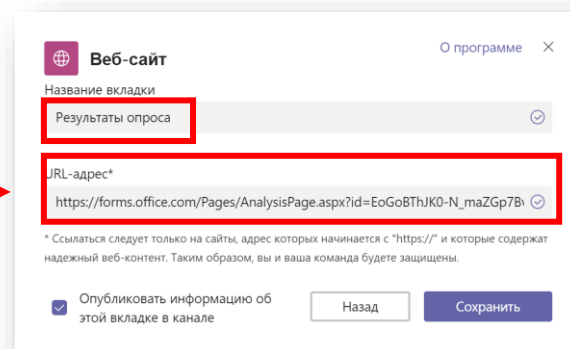 Веб-сайт
О программе
Название вкладки
Результаты опроса
URL-адрес*
https://forms.office.com/Pages/AnalysisPage.aspx?id=EoGoBThJK0-N_maZGp7Bv
* Ссылаться следует только на сайты, адрес которых начинается с "https://" и которые содержат
надежный веб-контент. Таким образом, вы и ваша команда будете защищены.
Опубликовать информацию об
этой вкладке в канале
Назад
Сохранить